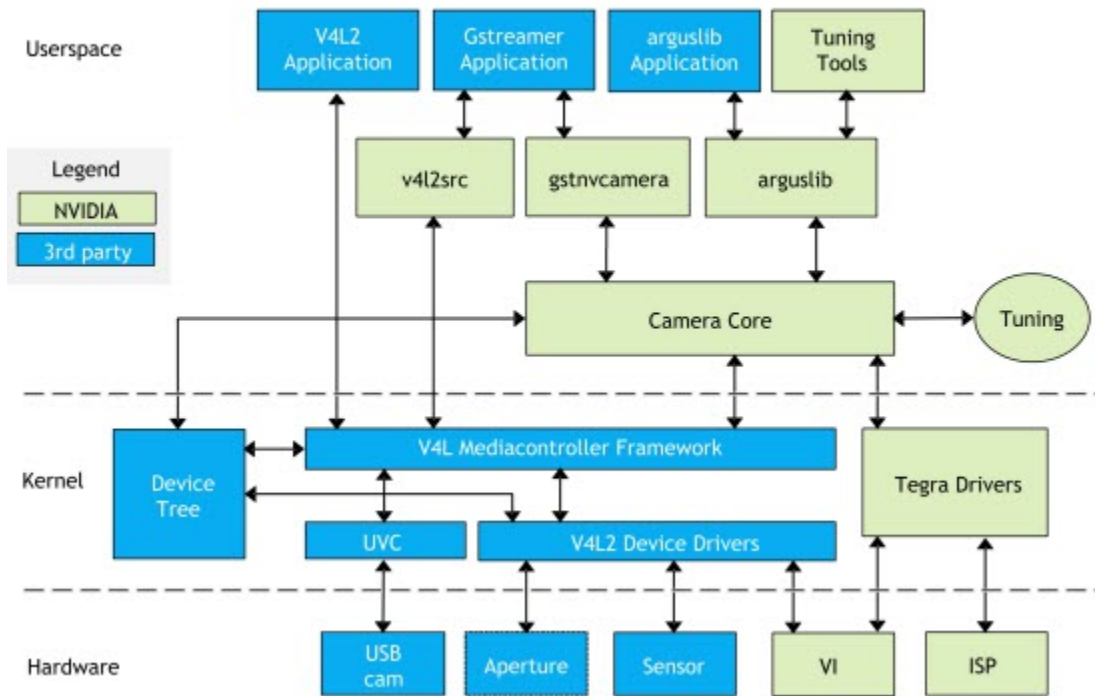 Userspace
V4L2
Application
Gstreamer
Application
arguslib
Application
Tuning
Tools
Legend
NVIDIA
3rd party
v4l2src
gstnvcamera
arguslib
Camera Core
Tuning
Kernel
Device
Tree
V4L Mediacontroller Framework
Tegra Drivers
UVC
V4L2 Device Drivers
Hardware
USB
cam
Aperture
Sensor
VI
ISP